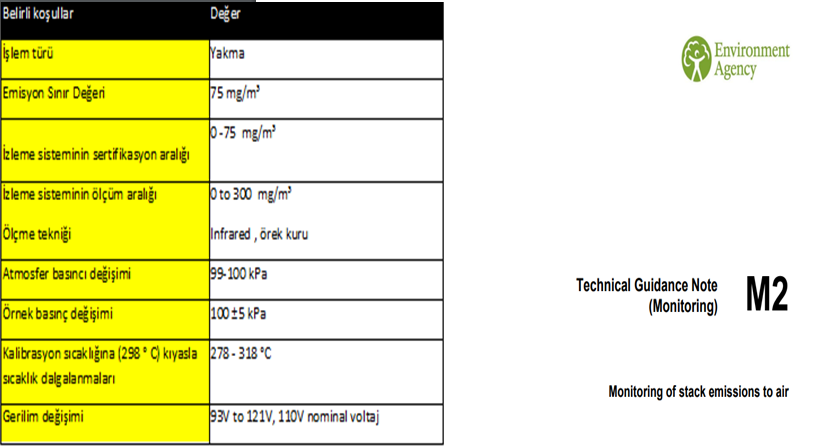 Belirli koşullar Değer
İşlem türü Yakma
Emisyon Sınır Değeri 75 mg/m³
İzleme sisteminin sertifikasyon aralığı 0 -75 mg/m³
İzleme sisteminin ölçüm aralığı 0 to 300 mg/m³
Ölçme tekniği Infrared , örek kuru
Atmosfer basıncı değişimi 99-100 kPa
Örnek basınç değişimi 100 ±5 kPa
Kalibrasyon sıcaklığına (298 ° C) kıyasla 278 - 318 °C
sıcaklık dalgalanmaları
Gerilim değişimi 93V to 121V, 110V nominal voltaj
Environment
Agency
Technical Guidance Note
(Monitoring)
M2
Monitoring of stack emissions to air